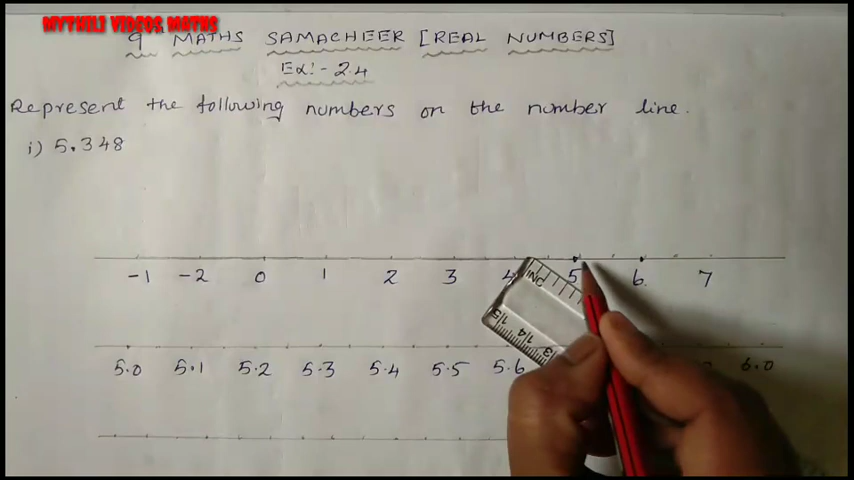 MYTHELI VIDEOS MATHS
9th MATHS SAMACHEER [REAL NUMBERS]
Ex:- 2.4
Represent the following numbers on the number line.
i) 5.348
-1 -2 0 1 2 3 4 5 6 7
5.0 5.1 5.2 5.3 5.4 5.5 5.6 6.0